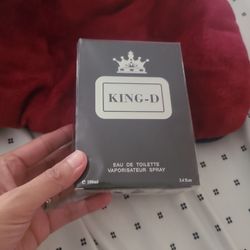 KING-D
EAU DE TOILETTE
VAPORISATEUR SPRAY
℮ 100ml 3.4 fl.oz